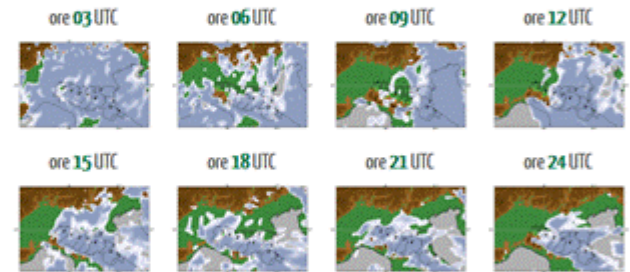 ore 03 UTC
ore 06 UTC
ore 09 UTC
ore 12 UTC
ore 15 UTC
ore 18 UTC
ore 21 UTC
ore 24 UTC